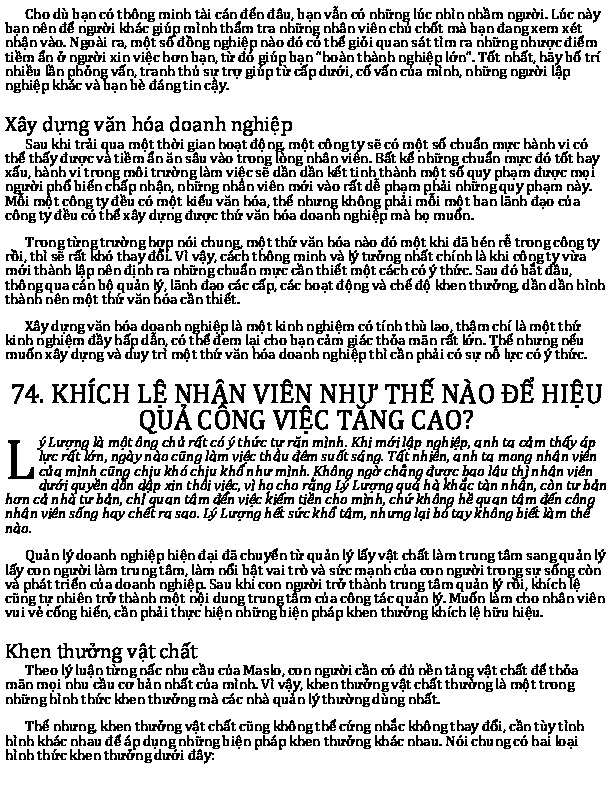 Cho dù bạn có thông minh tài cán đến đâu, bạn vẫn có những lúc nhìn nhầm người. Lúc này
bạn nên để người khác giúp mình thẩm tra những nhân viên chủ chốt mà bạn đang xem xét
nhận vào. Ngoài ra, một số đồng nghiệp nào đó có thể giỏi quan sát tìm ra những nhược điểm
tiềm ẩn ở người xin việc hơn bạn, từ đó giúp bạn "hoàn thành nghiệp lớn". Tốt nhất, hãy bố trí
nhiều lần phỏng vấn, tranh thủ sự trợ giúp từ cấp dưới, cố vấn của mình, những người lập
nghiệp khác và bạn bè đáng tin cậy.
Xây dựng văn hóa doanh nghiệp
Sau khi trải qua một thời gian hoạt động, một công ty sẽ có một số chuẩn mực hành vi có
thể thấy được và tiềm ẩn ăn sâu vào trong lòng nhân viên. Bất kể những chuẩn mực đó tốt hay
xấu, hành vi trong môi trường làm việc sẽ dần dần kết tinh thành một số quy phạm được mọi
người phổ biến chấp nhận, những nhân viên mới vào rất dễ phạm phải những quy phạm này.
Mỗi một công ty đều có một kiểu văn hóa, thế nhưng không phải mỗi một ban lãnh đạo của
công ty đều có thể xây dựng được thứ văn hóa doanh nghiệp mà họ muốn.
Trong từng trường hợp nói chung, một thứ văn hóa nào đó một khi đã bén rễ trong công ty
rồi, thì sẽ rất khó thay đổi. Vì vậy, cách thông minh và lý tưởng nhất chính là khi công ty vừa
mới thành lập nên định ra những chuẩn mực cần thiết một cách có ý thức. Sau đó bắt đầu,
thông qua cán bộ quản lý, lãnh đạo các cấp, các hoạt động và chế độ khen thưởng, dần dần hình
thành nên một thứ văn hóa cần thiết.
Xây dựng văn hóa doanh nghiệp là một kinh nghiệm có tính thù lao, thậm chí là một thứ
kinh nghiệm đầy hấp dẫn, có thể đem lại cho bạn cảm giác thỏa mãn rất lớn. Thế nhưng nếu
muốn xây dựng và duy trì một thứ văn hóa doanh nghiệp thì cần phải có sự nỗ lực có ý thức.
74. KHÍCH LỆ NHÂN VIÊN NHƯ THẾ NÀO ĐỂ HIỆU
QUẢ CÔNG VIỆC TĂNG CAO?
Lý Lượng là một ông chủ rất có ý thức tự răn mình. Khi mới lập nghiệp, anh ta cảm thấy áp
lực rất lớn, ngày nào cũng làm việc thâu đêm suốt sáng. Tất nhiên, anh ta mong nhân viên
của mình cũng chịu khó chịu khổ như mình. Không ngờ chẳng được bao lâu thì nhân viên
dưới quyền dồn dập xin thôi việc, vì họ cho rằng Lý Lượng quá hà khắc tàn nhẫn, còn tư bản
hơn cả nhà tư bản, chỉ quan tâm đến việc kiếm tiền cho mình, chứ không hề quan tâm đến công
nhân viên sống hay chết ra sao. Lý Lượng hết sức khổ tâm, nhưng lại bó tay không biết làm thế
nào.
Quản lý doanh nghiệp hiện đại đã chuyển từ quản lý lấy vật chất làm trung tâm sang quản lý
lấy con người làm trung tâm, làm nổi bật vai trò và sức mạnh của con người trong sự sống còn
và phát triển của doanh nghiệp. Sau khi con người trở thành trung tâm quản lý rồi, khích lệ
cũng tự nhiên trở thành một nội dung trung tâm của công tác quản lý. Muốn làm cho nhân viên
vui vẻ cống hiến, cần phải thực hiện những biện pháp khen thưởng khích lệ hữu hiệu.
Khen thưởng vật chất
Theo lý luận từng nấc nhu cầu của Maslo, con người cần có đủ nền tảng vật chất để thỏa
mãn mọi nhu cầu cơ bản nhất của mình. Vì vậy, khen thưởng vật chất thường là một trong
những hình thức khen thưởng mà các nhà quản lý thường dùng nhất.
Thế nhưng, khen thưởng vật chất cũng không thể cứng nhắc không thay đổi, cần tùy tình
hình khác nhau để áp dụng những biện pháp khen thưởng khác nhau. Nói chung có hai loại
hình thức khen thưởng dưới đây: